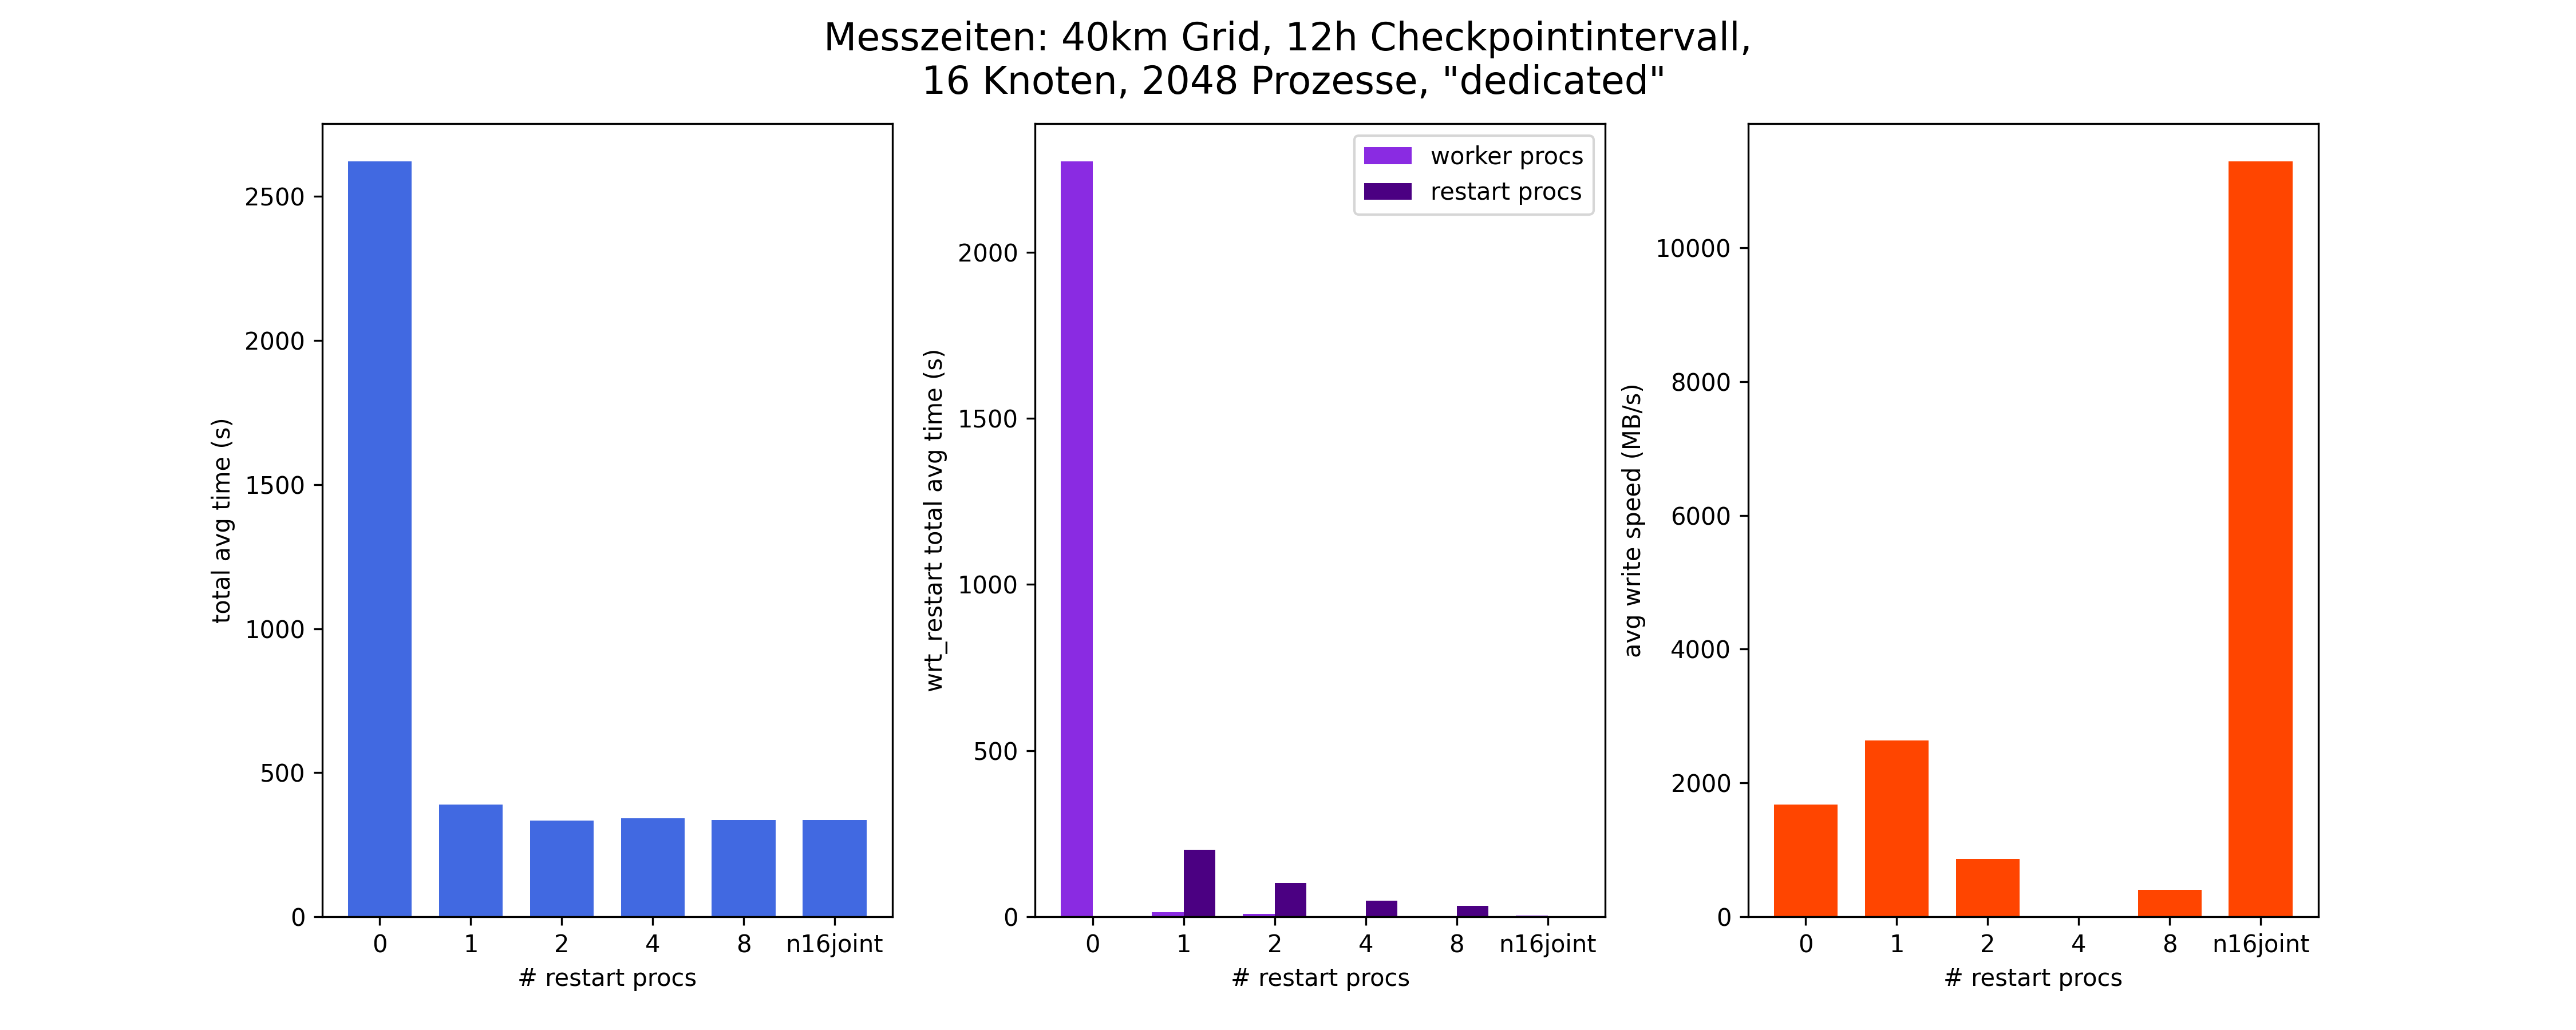 Messzeiten: 40km Grid, 12h Checkpointintervall,
16 Knoten, 2048 Prozesse, "dedicated"
total avg time (s)
2500
2000
1500
1000
500
0
0 1 2 4 8 n16joint
# restart procs
wrt_restart total avg time (s)
worker procs
restart procs
2000
1500
1000
500
0
0 1 2 4 8 n16joint
# restart procs
avg write speed (MB/s)
10000
8000
6000
4000
2000
0
0 1 2 4 8 n16joint
# restart procs